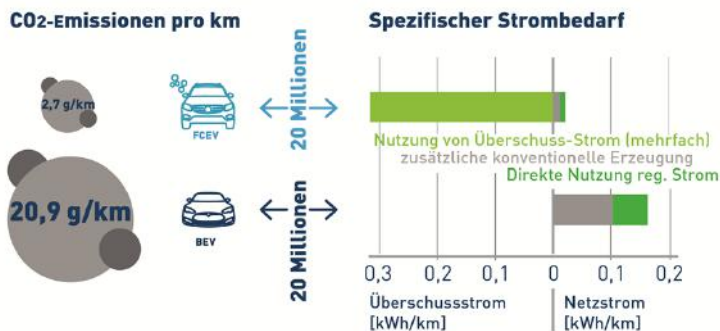 CO2-Emissionen pro km
Spezifischer Strombedarf
2,7 g/km
FCEV
20 Millionen
Nutzung von Überschuss-Strom (mehrfach)
zusätzliche konventionelle Erzeugung
Direkte Nutzung reg. Strom
20,9 g/km
BEV
20 Millionen
0,3 0,2 0,1 0 0,1 0,2
Überschussstrom
[kWh/km]
Netzstrom
[kWh/km]